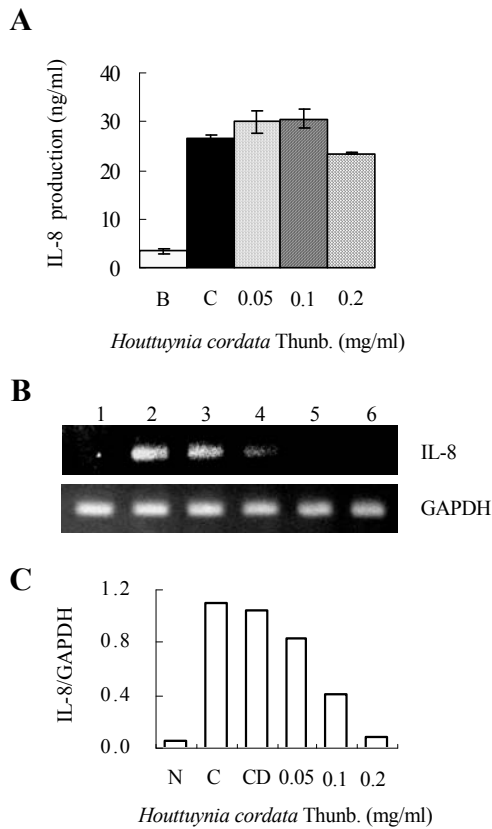 A
IL-8 production (ng/ml)
40
30
20
10
0
B C 0.05 0.1 0.2
Houttuynia cordata Thunb. (mg/ml)
B
1 2 3 4 5 6
IL-8
GAPDH
C
IL-8/GAPDH
1.2
0.8
0.4
0.0
N C CD 0.05 0.1 0.2
Houttuynia cordata Thunb. (mg/ml)